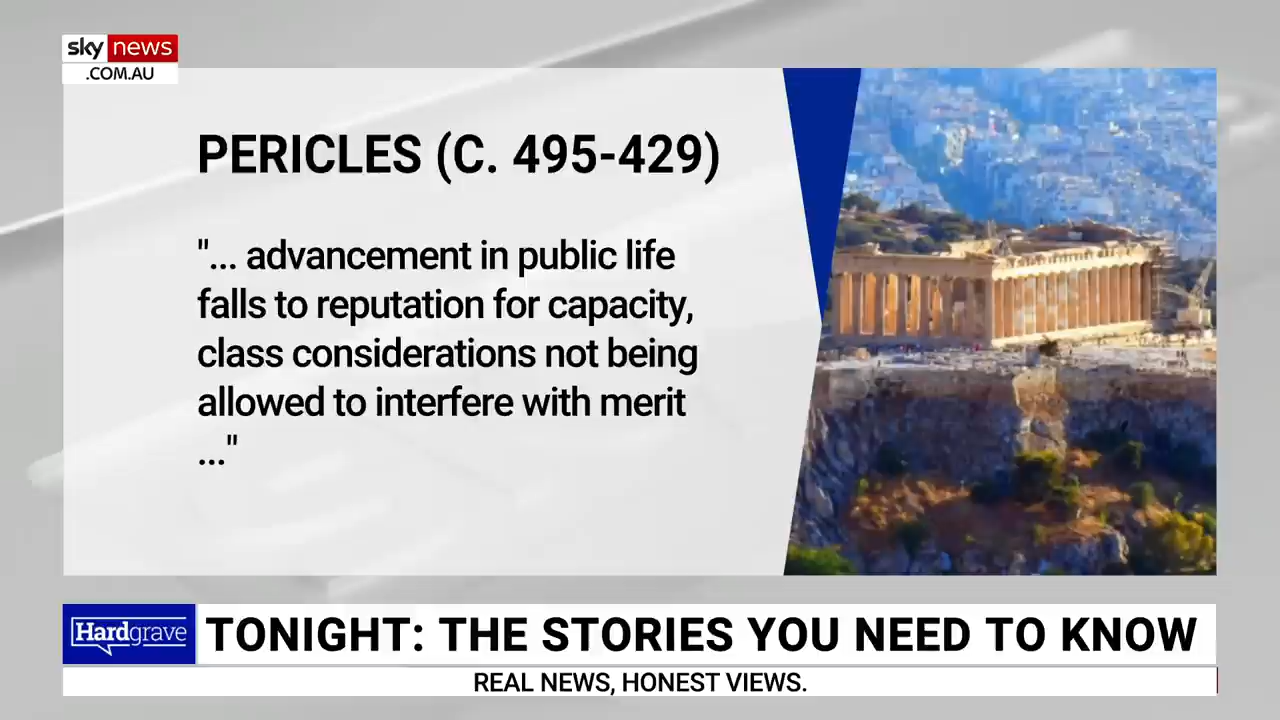 sky news
.COM.AU
PERICLES (C. 495-429)
"... advancement in public life
falls to reputation for capacity,
class considerations not being
allowed to interfere with merit
..."
Hardgrave
TONIGHT: THE STORIES YOU NEED TO KNOW
REAL NEWS, HONEST VIEWS.